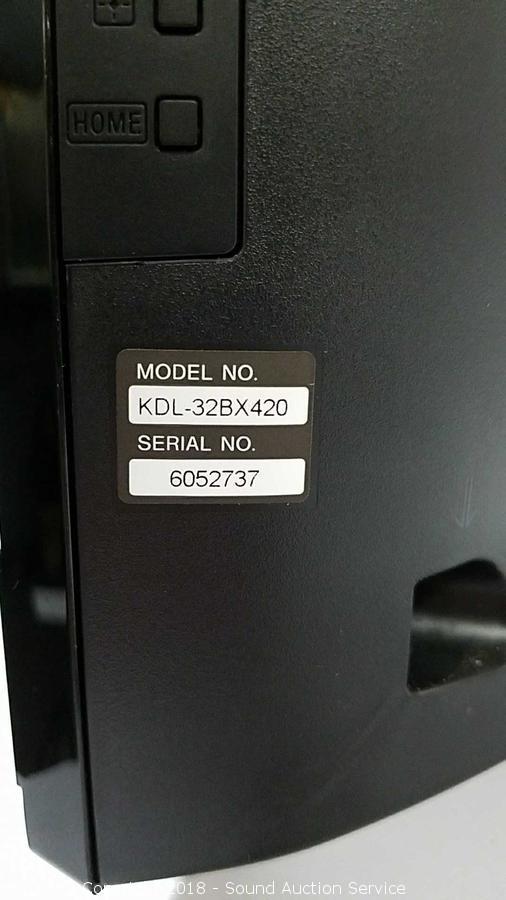 HOME
MODEL NO.
KDL-32BX420
SERIAL NO.
6052737
2018 - Sound Auction Service